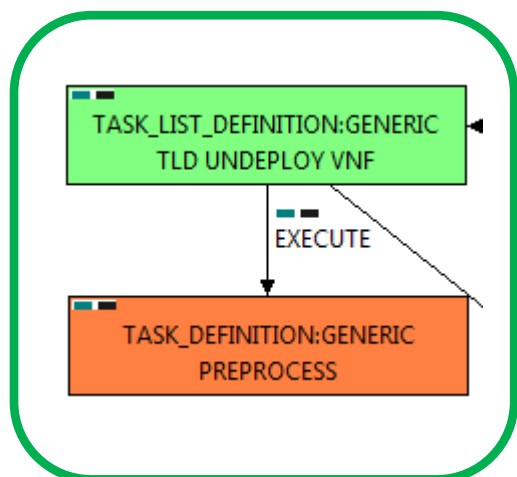 TASK_LIST_DEFINITION:GENERIC
TLD UNDEPLOY VNF
EXECUTE
TASK_DEFINITION:GENERIC
PREPROCESS